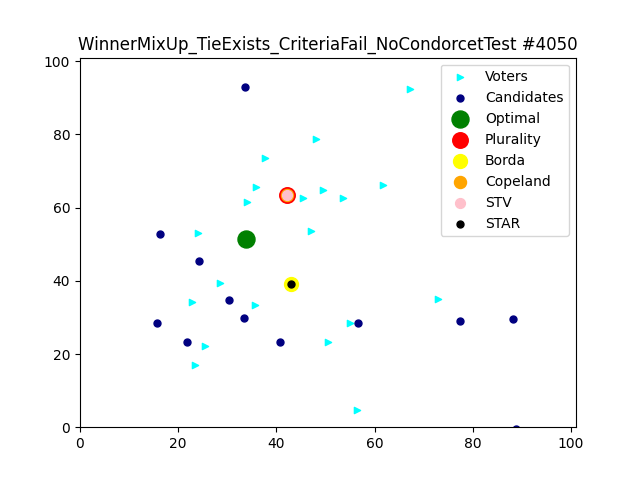 WinnerMixUp_TieExists_CriteriaFail_NoCondorcetTest #4050
Voters
Candidates
Optimal
Plurality
Borda
Copeland
STV
STAR
100
80
60
40
20
0
0 20 40 60 80 100